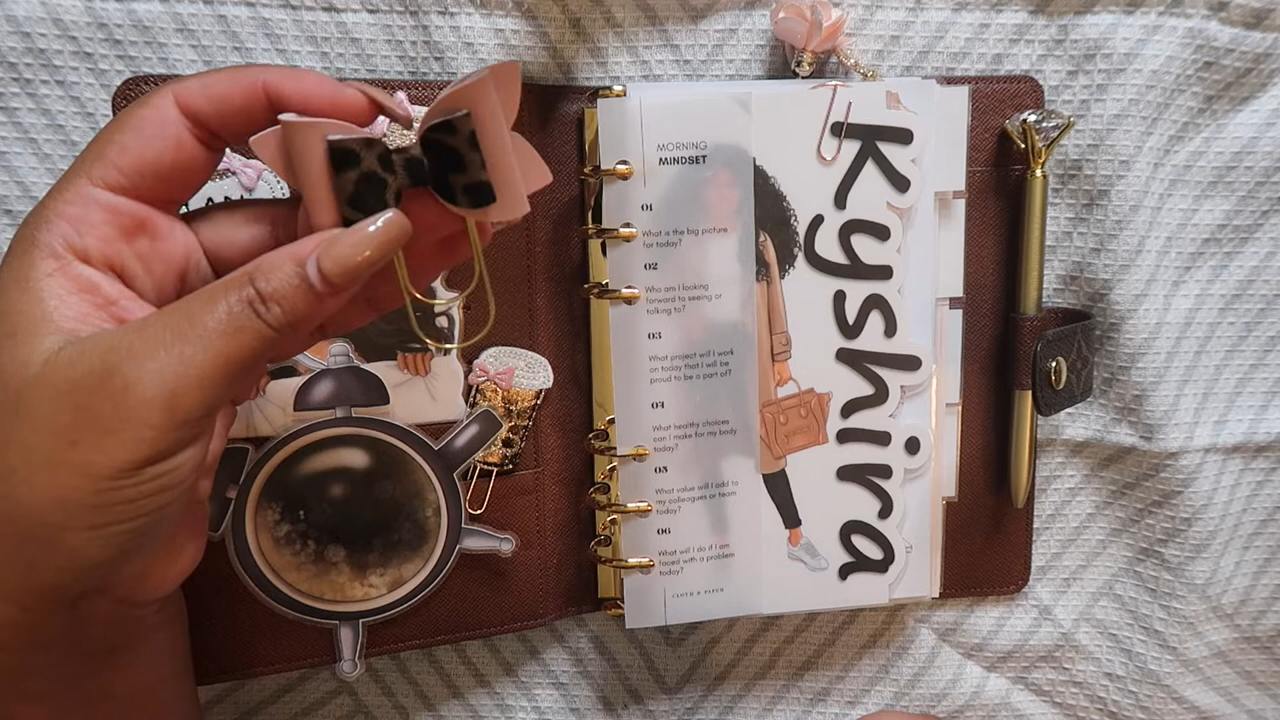 MORNING
MINDSET
01
What is the big picture
for today?
02
Who am I looking
forward to seeing or
talking to?
03
What project will I work
on today that I will be
proud to be a part of?
04
What healthy choices
can I make for my body
today?
05
What value will I add to
my colleagues or team
today?
06
What will I do if I am
faced with a problem
today?
CLOTH & PAPER
Kyshira